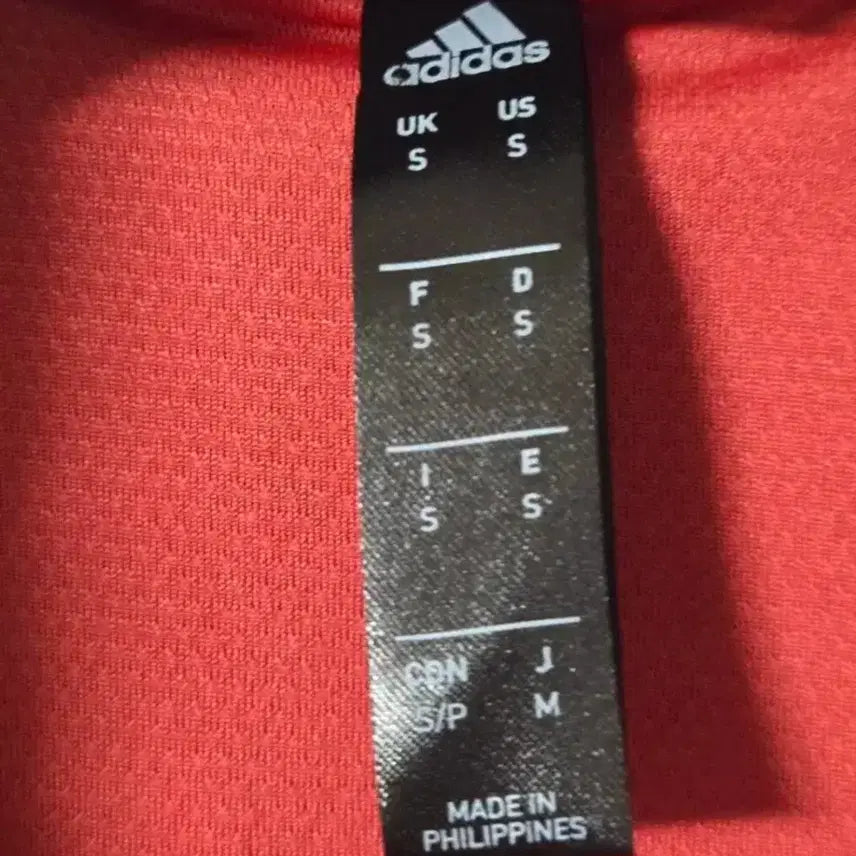 adidas
UK US
S S
F D
S S
I E
S S
CDN J
S/P M
MADE IN
PHILIPPINES